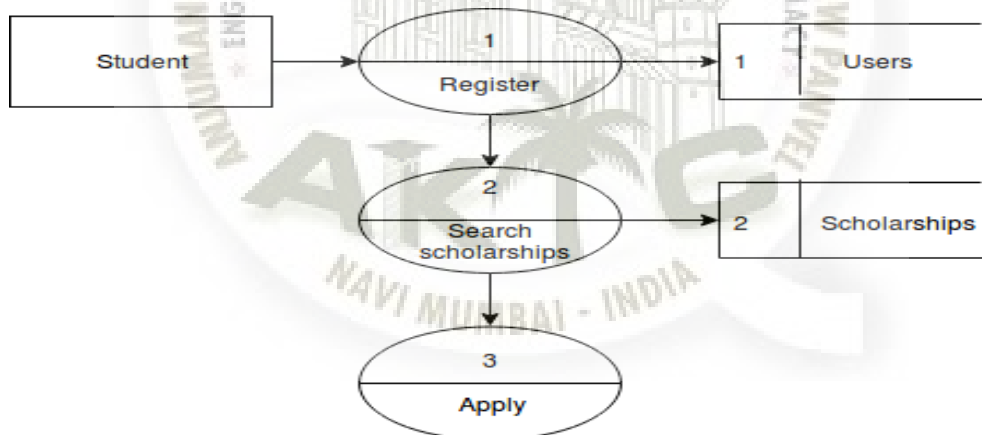 Student
1
Register
1
Users
2
Search
scholarships
2
Scholarships
3
Apply
AKTC
NAVI MUMBAI - INDIA